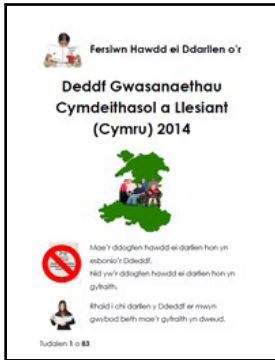 Fersiwn Hawdd ei Ddarllen o'r
Deddf Gwasanaethau
Cymdeithasol a Llesiant
(Cymru) 2014
Mae'r ddogfen hawdd ei darllen hon yn
esbonio'r Ddeddf.
Nid yw'r ddogfen hawdd ei darllen hon yn
gyfraith.
Rhaid i chi darllen y Ddeddf er mwyn
gwybod beth mae'r gyfraith yn dweud.
Tudalen 1 o 83